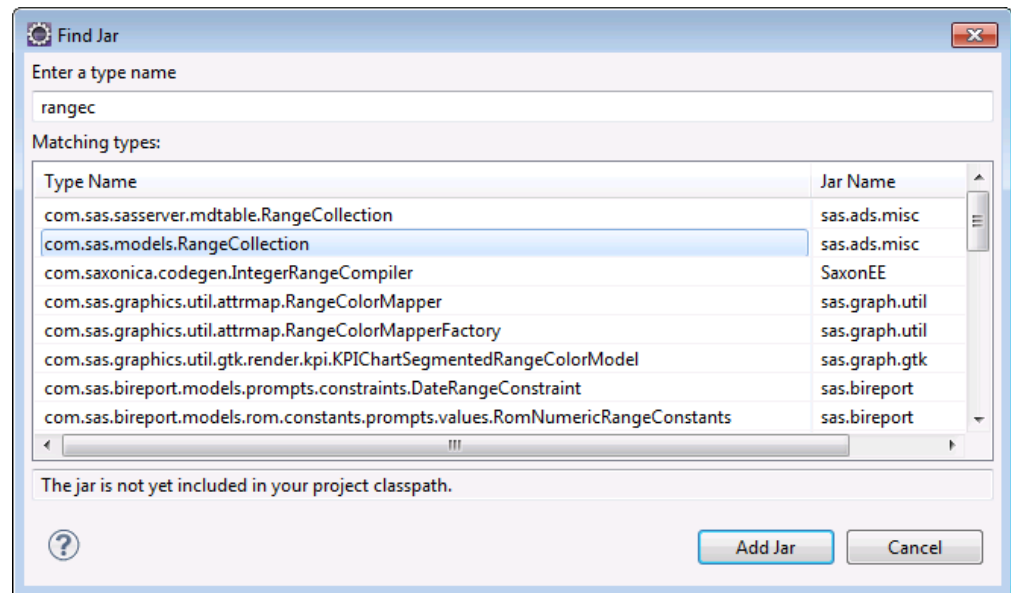 Find Jar
Enter a type name
rangec
Matching types:
Type Name Jar Name
com.sas.sasserver.mdtable.RangeCollection sas.ads.misc
com.sas.models.RangeCollection sas.ads.misc
com.saxonica.codegen.IntegerRangeCompiler SaxonEE
com.sas.graphics.util.attrmap.RangeColorMapper sas.graph.util
com.sas.graphics.util.attrmap.RangeColorMapperFactory sas.graph.util
com.sas.graphics.util.gtk.render.kpi.KPIChartSegmentedRangeColorModel sas.graph.gtk
com.sas.bireport.models.prompts.constraints.DateRangeConstraint sas.bireport
com.sas.bireport.models.rom.constants.prompts.values.RomNumericRangeConstants sas.bireport
The jar is not yet included in your project classpath.
? Add Jar Cancel